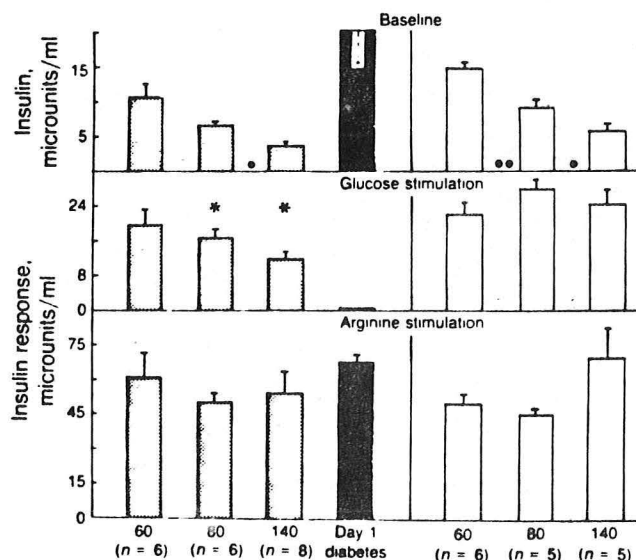 Baseline
Insulin,
microunits/ml
15
5
Glucose stimulation
* *
24
8
0
Insulin response,
microunits/ml
Arginine stimulation
75
45
15
0
60 60 140 Day 1 60 80 140
(n = 6) (n = 6) (n = 8) diabetes (n = 6) (n = 5) (n = 5)